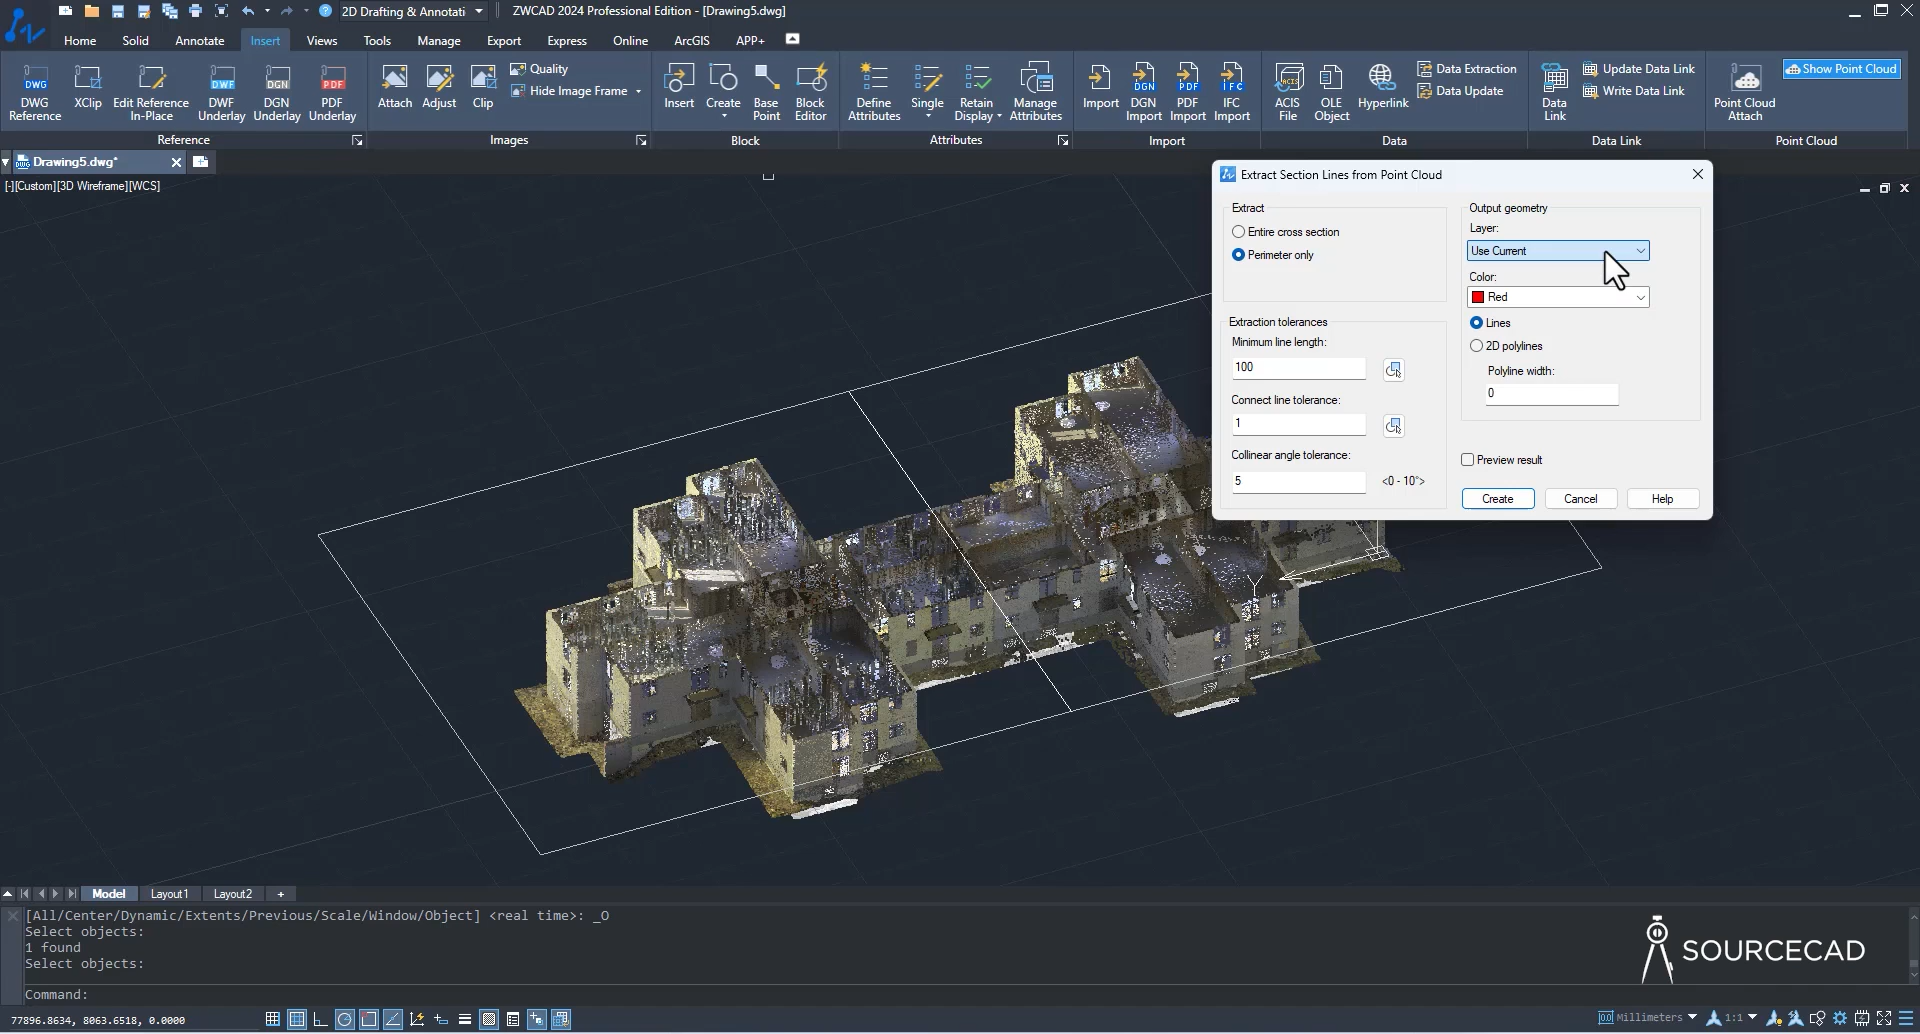 2D Drafting & Annotati
ZWCAD 2024 Professional Edition - [Drawing5.dwg]
Home Solid Annotate Insert Views Tools Manage Export Express Online ArcGIS APP+
DWG Reference
XClip
Edit Reference In-Place
DWF Underlay
DGN Underlay
PDF Underlay
Reference
Attach
Adjust
Clip
Quality
Hide Image Frame
Images
Insert
Create
Base Point
Block Editor
Block
Define Attributes
Single
Retain Display
Manage Attributes
Attributes
Import
DGN Import
PDF Import
IFC Import
Import
ACIS File
OLE Object
Hyperlink
Data Extraction
Data Update
Data
Data Link
Update Data Link
Write Data Link
Data Link
Point Cloud Attach
Show Point Cloud
Point Cloud
Drawing5.dwg*
[-][Custom][3D Wireframe][WCS]
Extract Section Lines from Point Cloud
Extract
Entire cross section
Perimeter only
Extraction tolerances
Minimum line length:
100
Connect line tolerance:
1
Collinear angle tolerance:
5 <0 - 10°>
Output geometry
Layer:
Use Current
Color:
Red
Lines
2D polylines
Polyline width:
0
Preview result
Create Cancel Help
Model Layout1 Layout2 +
[All/Center/Dynamic/Extents/Previous/Scale/Window/Object] <real time>: _O
Select objects:
1 found
Select objects:
Command:
SOURCECAD
77896.8634, 8063.6518, 0.0000
Millimeters 1:1